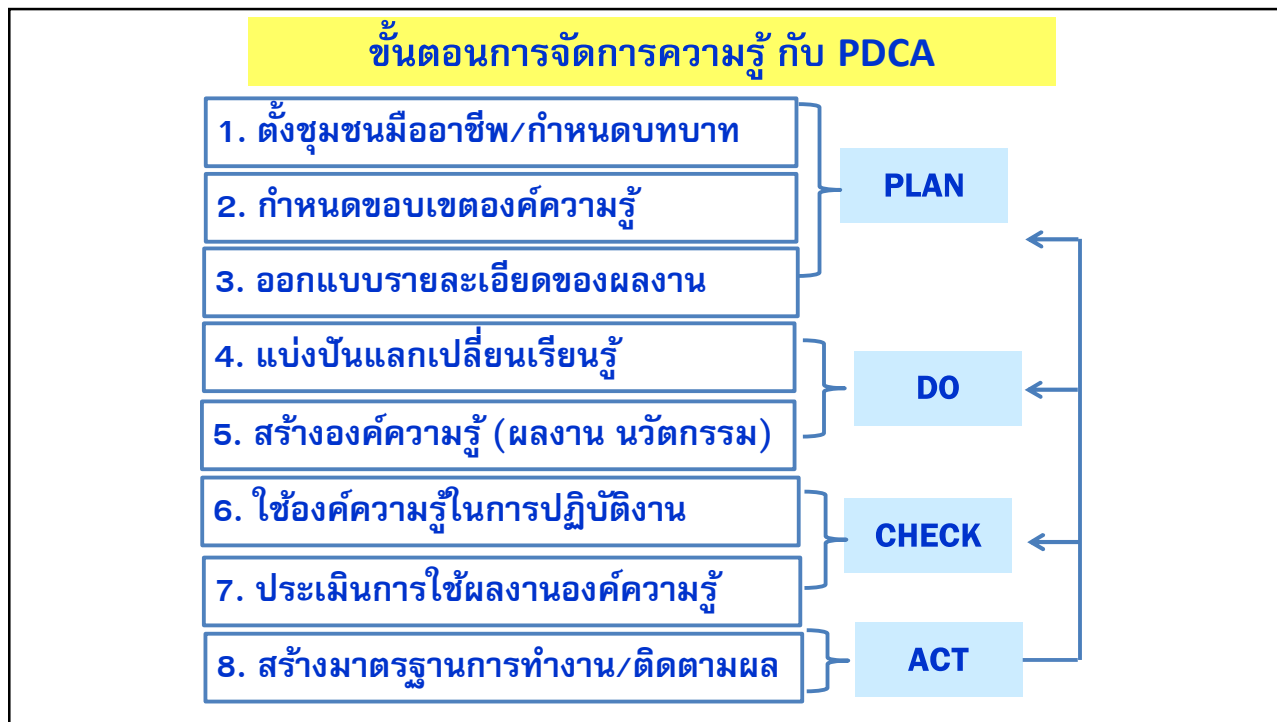 ขั้นตอนการจัดการความรู้ กับ PDCA
1. ตั้งชุมชนมืออาชีพ/กำหนดบทบาท
2. กำหนดขอบเขตองค์ความรู้
3. ออกแบบรายละเอียดของผลงาน
PLAN
4. แบ่งปันแลกเปลี่ยนเรียนรู้
5. สร้างองค์ความรู้ (ผลงาน นวัตกรรม)
DO
6. ใช้องค์ความรู้ในการปฏิบัติงาน
7. ประเมินการใช้ผลงานองค์ความรู้
CHECK
8. สร้างมาตรฐานการทำงาน/ติดตามผล
ACT